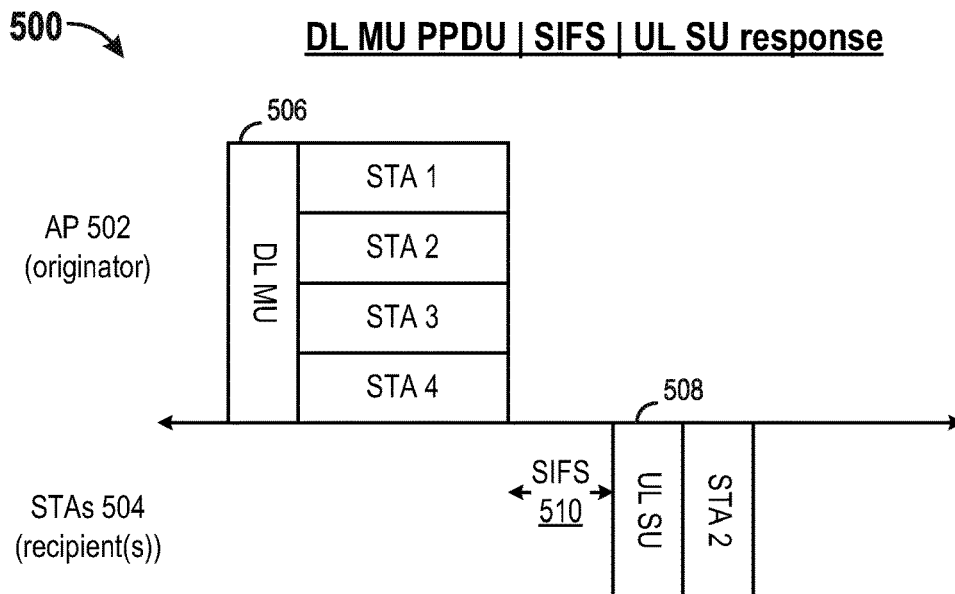 500
DL MU PPDU | SIFS | UL SU response
506
AP 502
(originator)
DL MU
STA 1
STA 2
STA 3
STA 4
508
STAs 504
(recipient(s))
SIFS
510
UL SU
STA 2